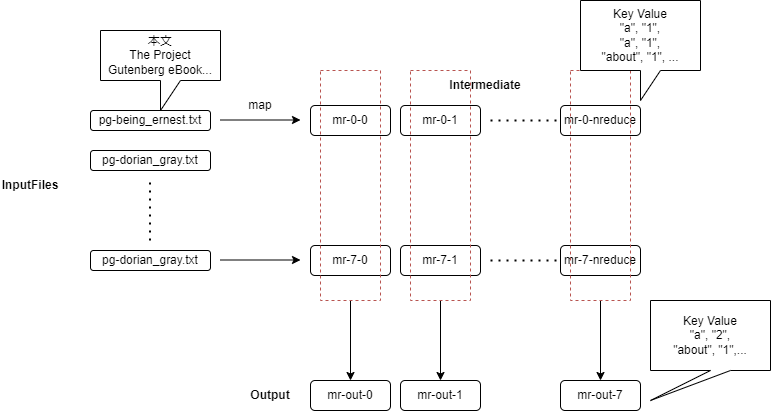 Key Value
"a", "1",
"a", "1",
"about", "1", ...
本文
The Project
Gutenberg eBook...
Intermediate
map
pg-being_ernest.txt
mr-0-0
mr-0-1
mr-0-nreduce
pg-dorian_gray.txt
InputFiles
pg-dorian_gray.txt
mr-7-0
mr-7-1
mr-7-nreduce
Key Value
"a", "2",
"about", "1",...
Output
mr-out-0
mr-out-1
mr-out-7